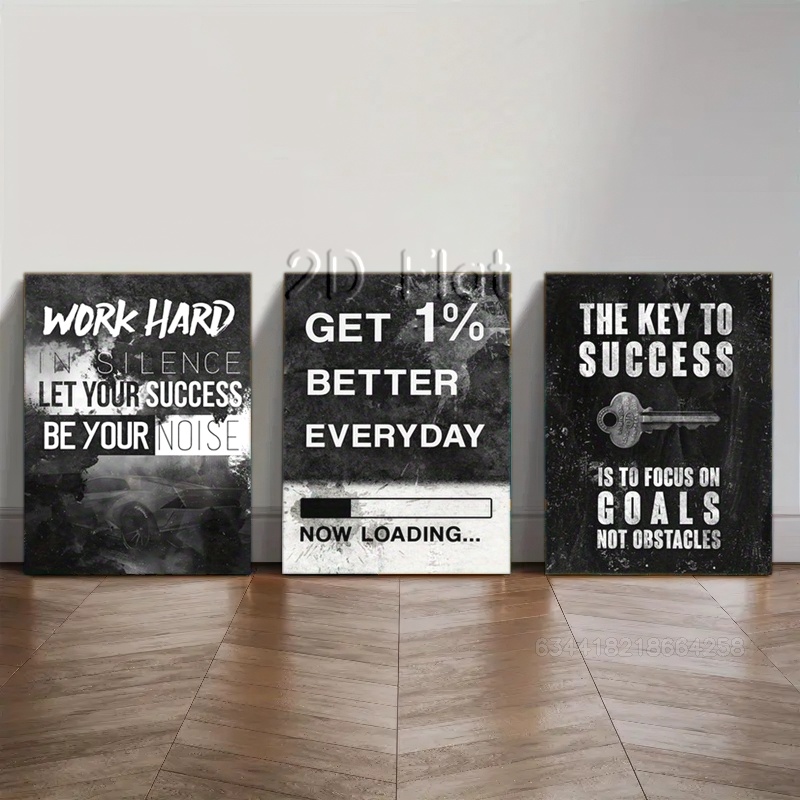 2D Flat
WORK HARD
IN SILENCE
LET YOUR SUCCESS
BE YOUR NOISE
GET 1%
BETTER
EVERYDAY
NOW LOADING...
THE KEY TO
SUCCESS
IS TO FOCUS ON
GOALS
NOT OBSTACLES
634418218664258